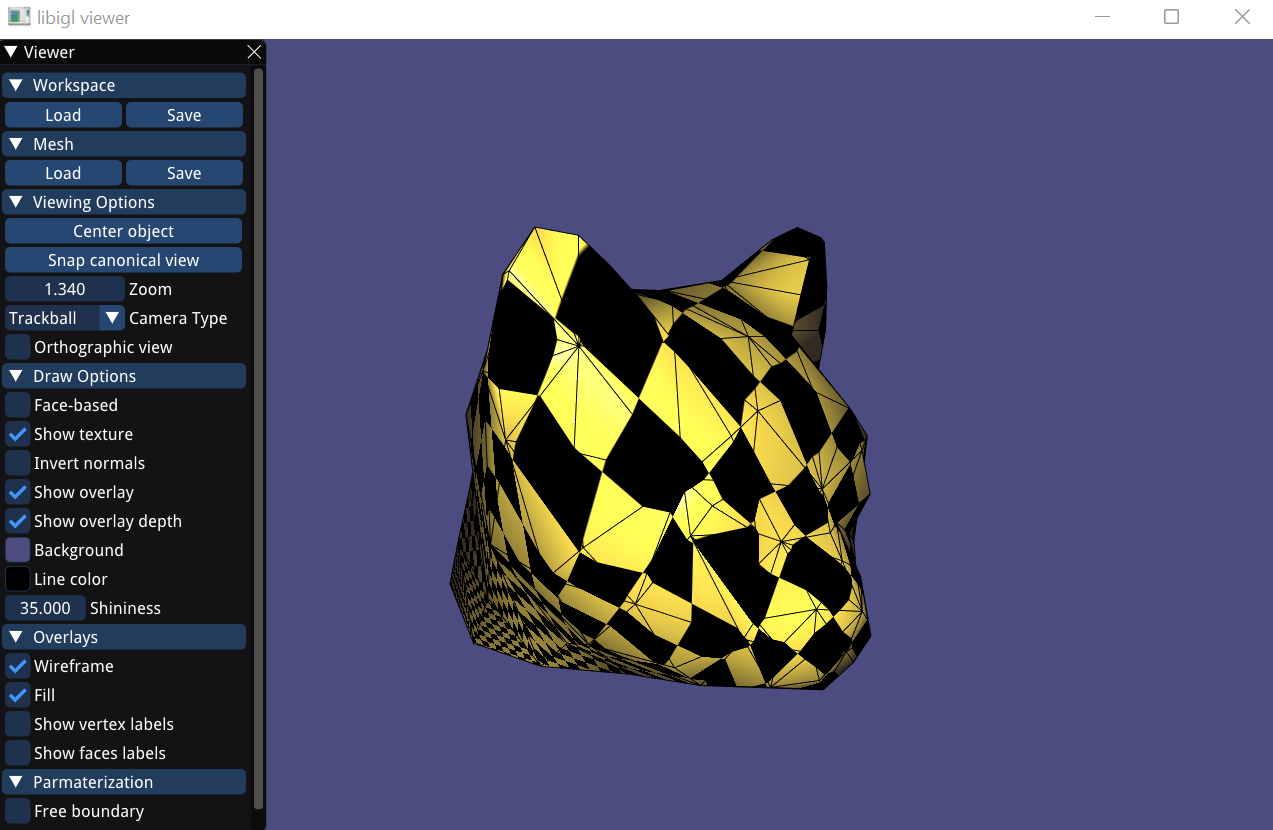 libigl viewer
Viewer
Workspace
Load Save
Mesh
Load Save
Viewing Options
Center object
Snap canonical view
1.340 Zoom
Trackball Camera Type
Orthographic view
Draw Options
Face-based
Show texture
Invert normals
Show overlay
Show overlay depth
Background
Line color
35.000 Shininess
Overlays
Wireframe
Fill
Show vertex labels
Show faces labels
Parmaterization
Free boundary